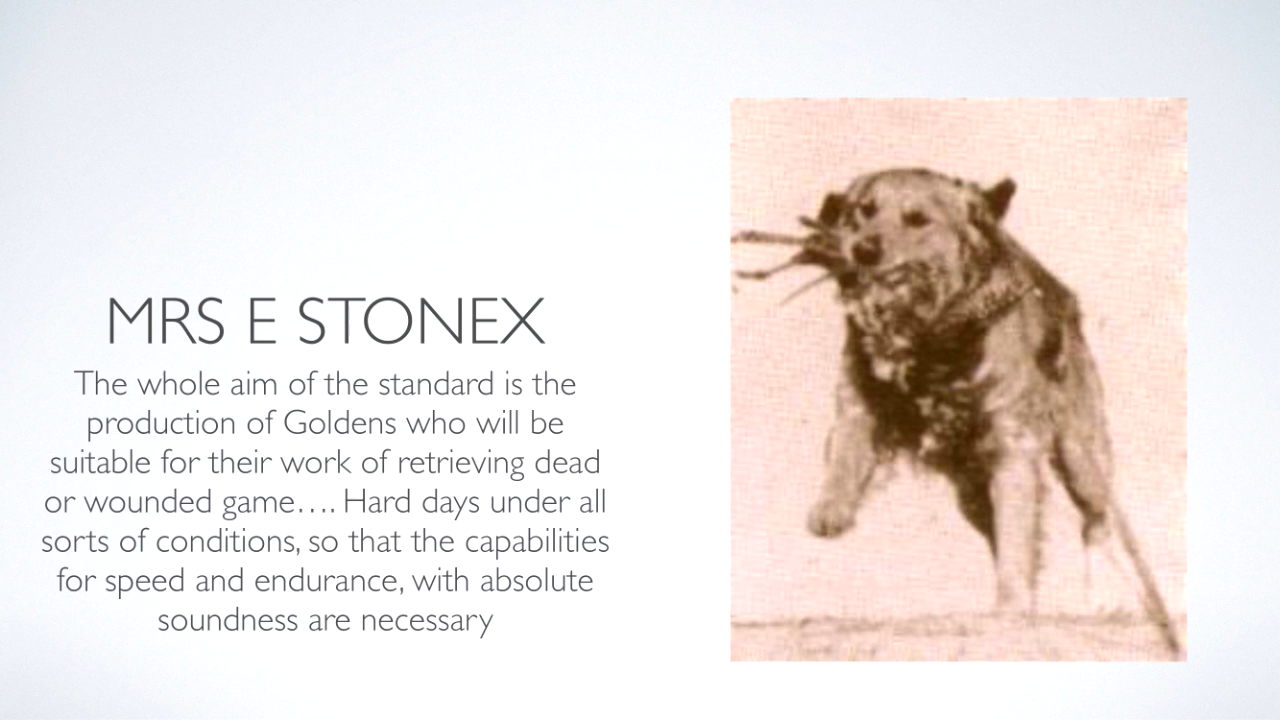 MRS E STONEX
The whole aim of the standard is the
production of Goldens who will be
suitable for their work of retrieving dead
or wounded game…. Hard days under all
sorts of conditions, so that the capabilities
for speed and endurance, with absolute
soundness are necessary